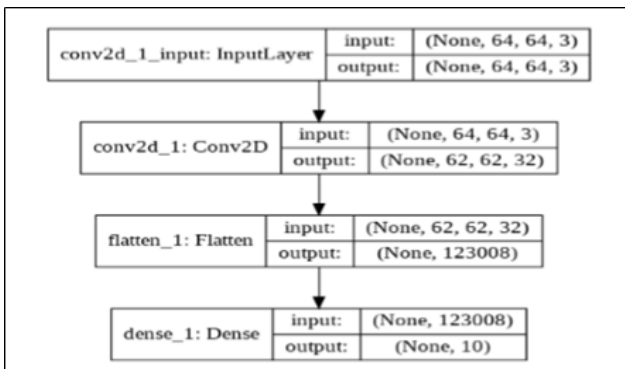 conv2d_1_input: InputLayer
input: (None, 64, 64, 3)
output: (None, 64, 64, 3)
conv2d_1: Conv2D
input: (None, 64, 64, 3)
output: (None, 62, 62, 32)
flatten_1: Flatten
input: (None, 62, 62, 32)
output: (None, 123008)
dense_1: Dense
input: (None, 123008)
output: (None, 10)